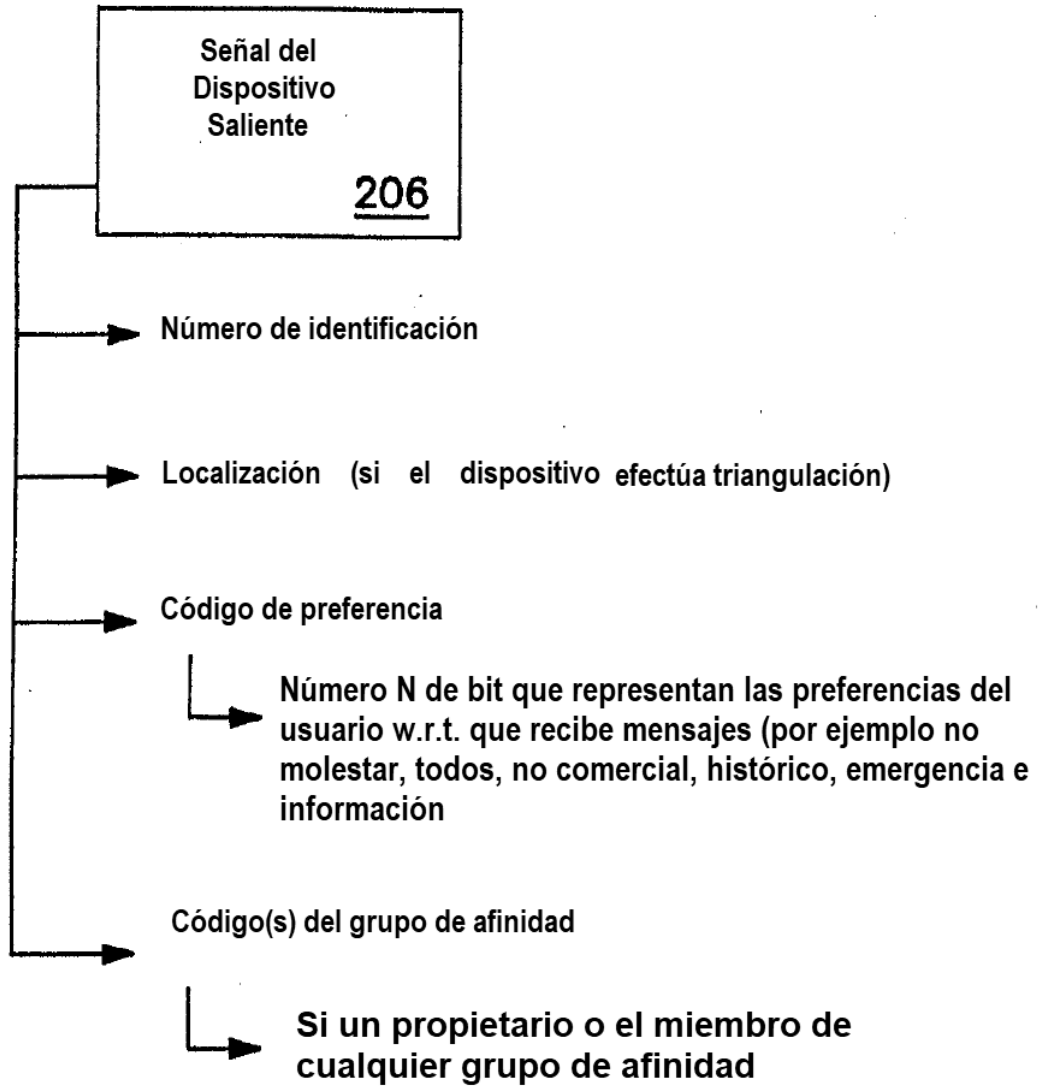 Señal del
Dispositivo
Saliente
206
Número de identificación
Localización (si el dispositivo efectúa triangulación)
Código de preferencia
Número N de bit que representan las preferencias del
usuario w.r.t. que recibe mensajes (por ejemplo no
molestar, todos, no comercial, histórico, emergencia e
información
Código(s) del grupo de afinidad
Si un propietario o el miembro de
cualquier grupo de afinidad